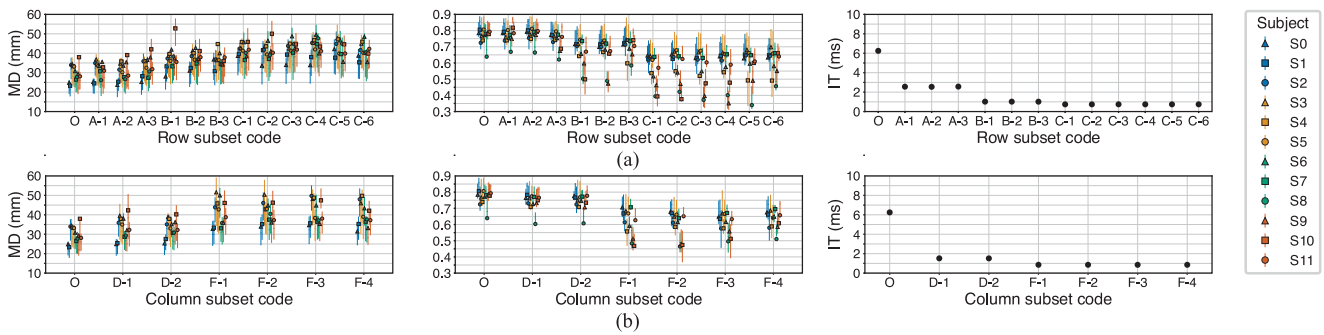 60
50
40
30
20
10
MD (mm)
O A-1 A-2 A-3 B-1 B-2 B-3 C-1 C-2 C-3 C-4 C-5 C-6
Row subset code
0.9
0.8
0.7
0.6
0.5
0.4
0.3
O A-1 A-2 A-3 B-1 B-2 B-3 C-1 C-2 C-3 C-4 C-5 C-6
Row subset code
10
8
6
4
2
0
IT (ms)
O A-1 A-2 A-3 B-1 B-2 B-3 C-1 C-2 C-3 C-4 C-5 C-6
Row subset code
(a)
60
50
40
30
20
10
MD (mm)
O D-1 D-2 F-1 F-2 F-3 F-4
Column subset code
0.9
0.8
0.7
0.6
0.5
0.4
0.3
O D-1 D-2 F-1 F-2 F-3 F-4
Column subset code
10
8
6
4
2
0
IT (ms)
O D-1 D-2 F-1 F-2 F-3 F-4
Column subset code
(b)
Subject
S0
S1
S2
S3
S4
S5
S6
S7
S8
S9
S10
S11